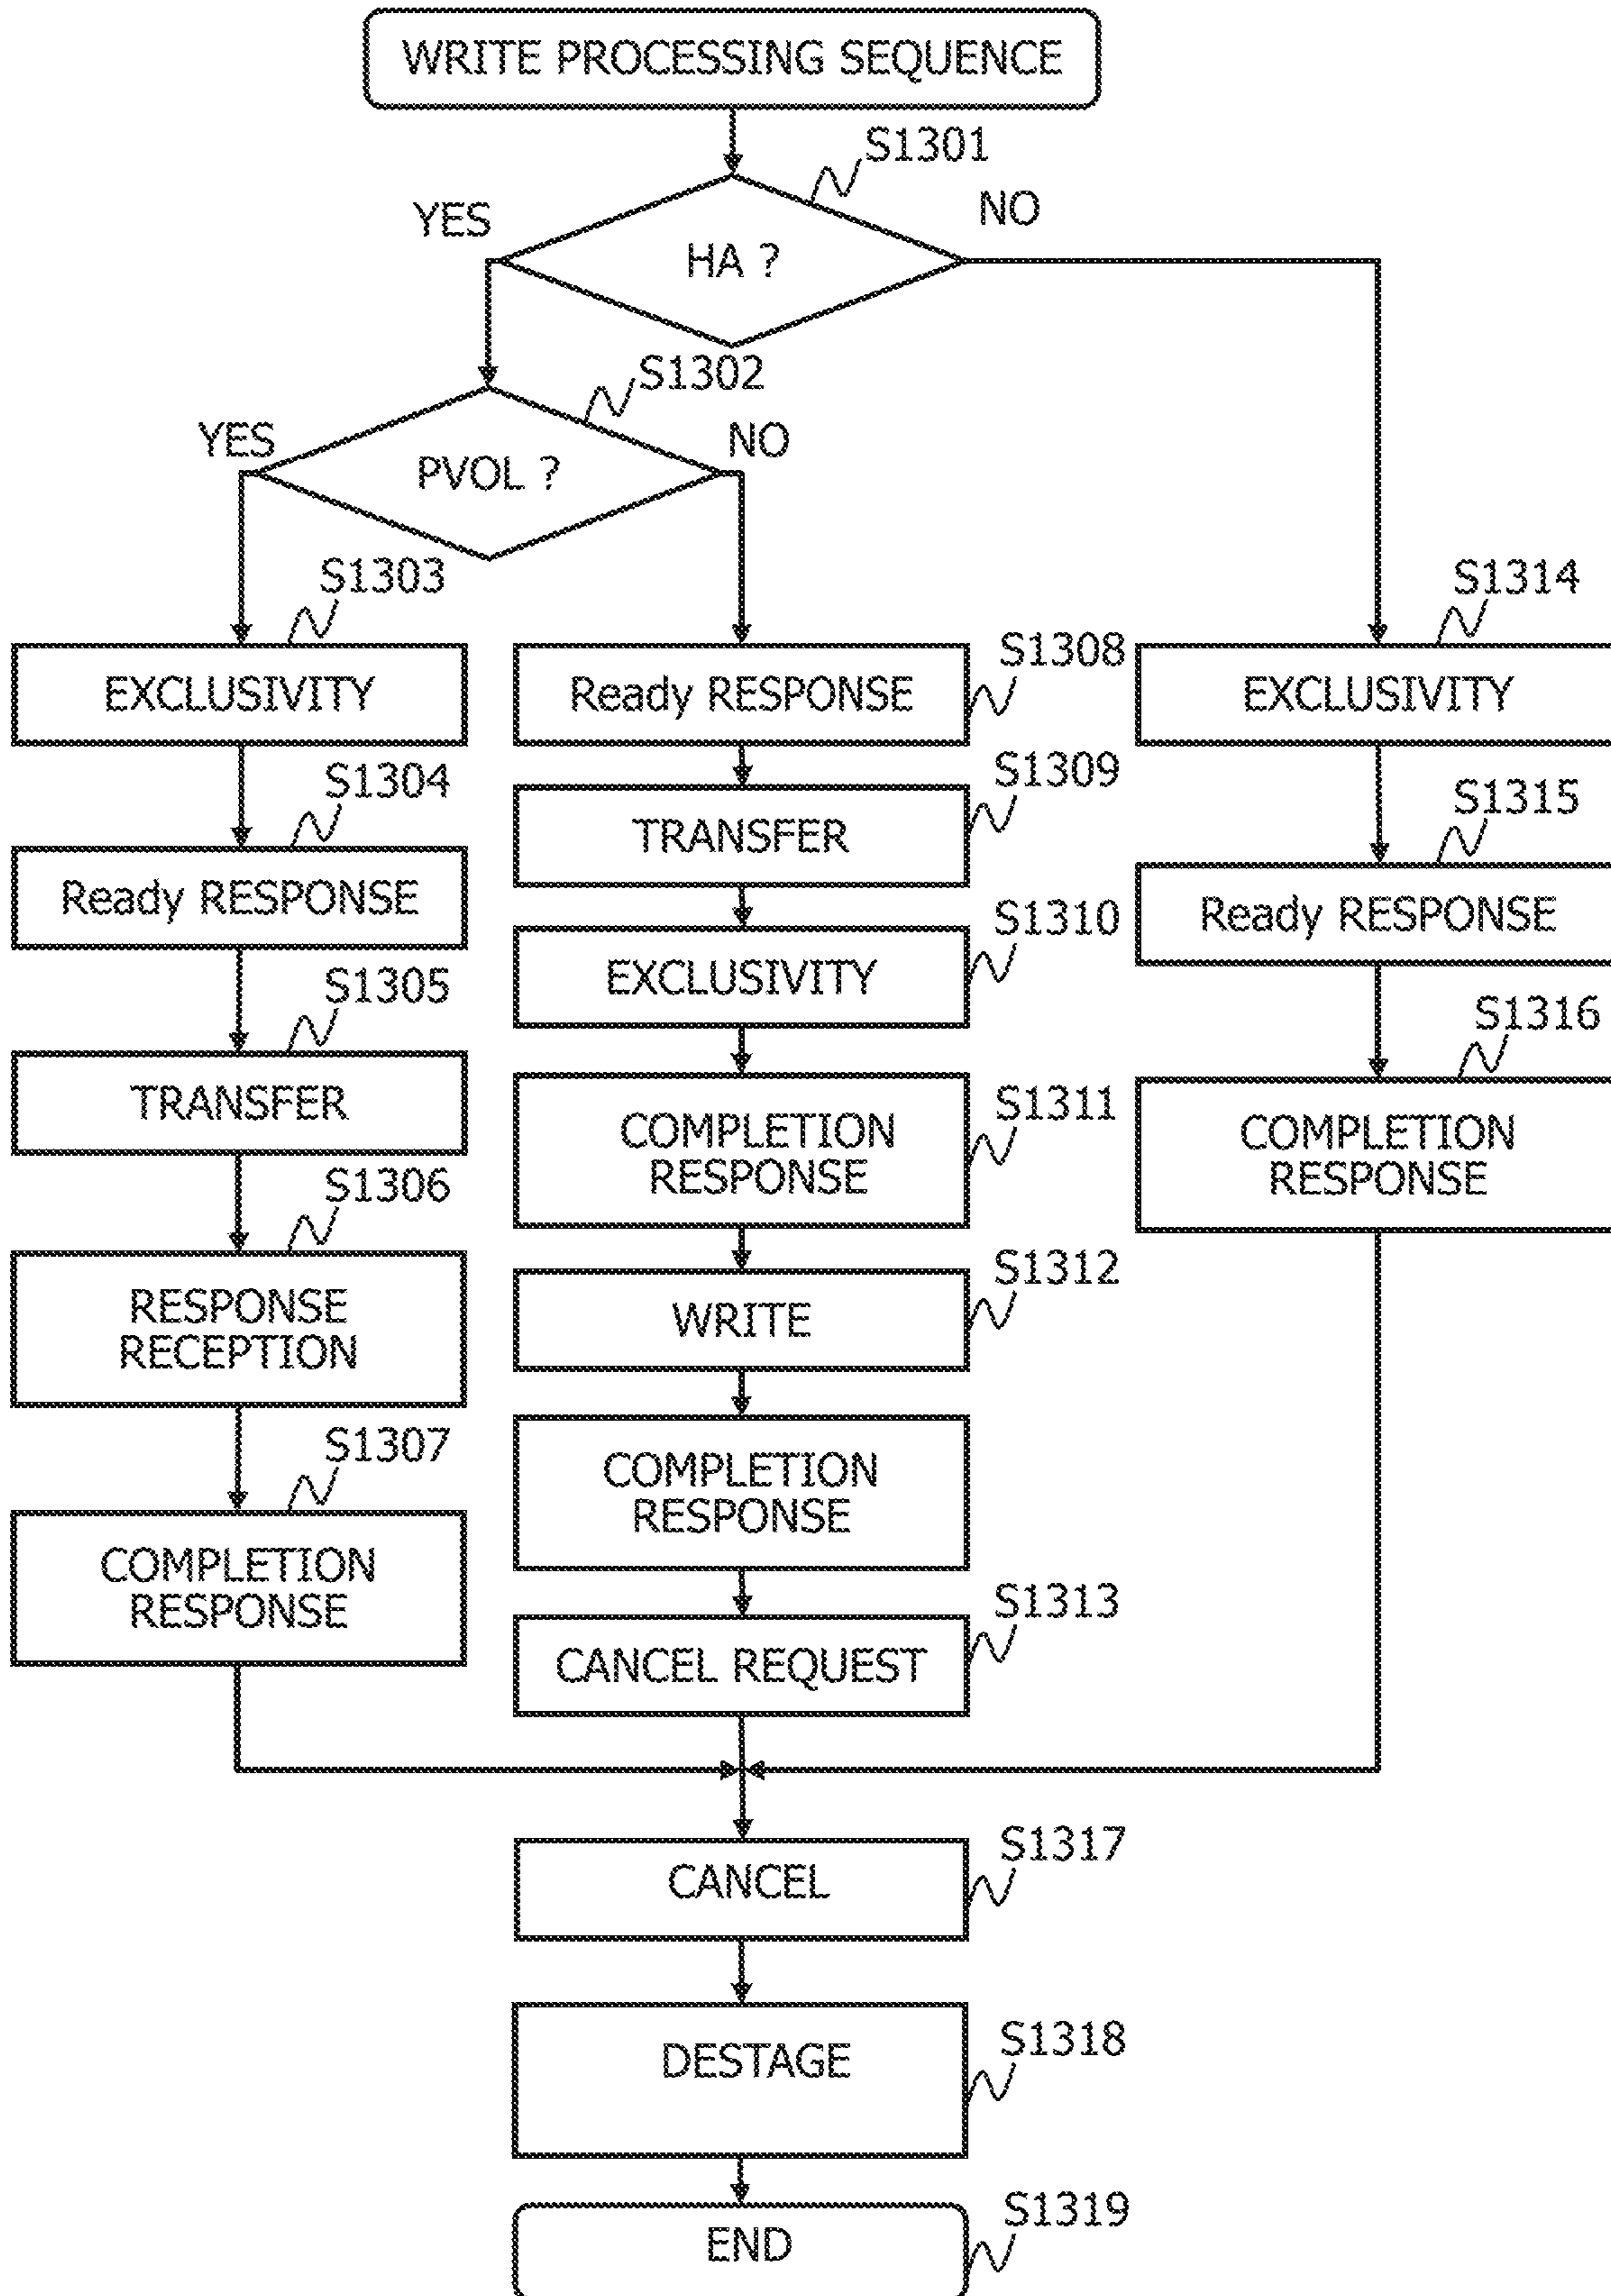 WRITE PROCESSING SEQUENCE
S1301
YES
NO
HA ?
S1302
YES
NO
PVOL ?
S1303
EXCLUSIVITY
S1304
Ready RESPONSE
S1305
TRANSFER
S1306
RESPONSE
RECEPTION
S1307
COMPLETION
RESPONSE
S1308
Ready RESPONSE
S1309
TRANSFER
S1310
EXCLUSIVITY
S1311
COMPLETION
RESPONSE
S1312
WRITE
COMPLETION
RESPONSE
S1313
CANCEL REQUEST
S1314
EXCLUSIVITY
S1315
Ready RESPONSE
S1316
COMPLETION
RESPONSE
S1317
CANCEL
S1318
DESTAGE
S1319
END